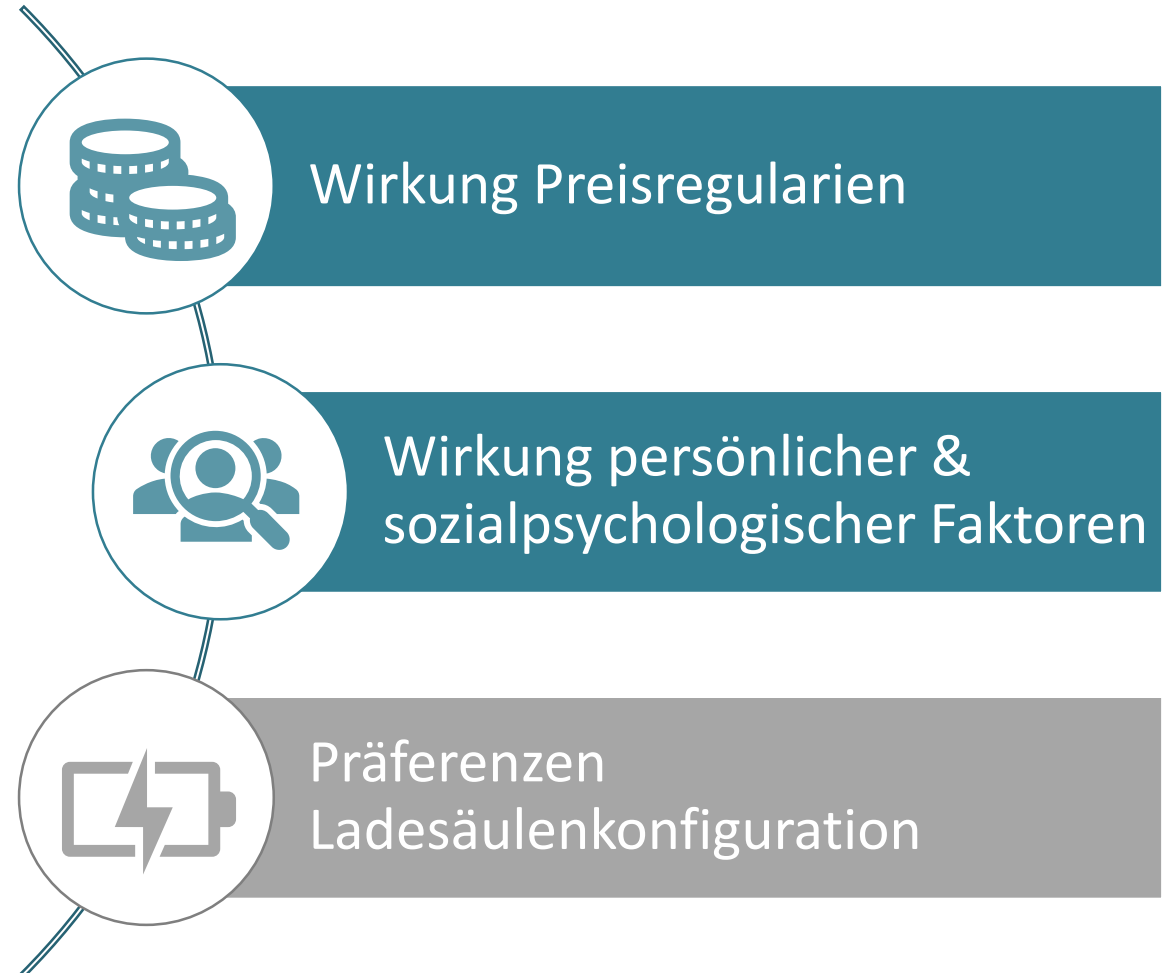 Wirkung Preisregularien
Wirkung persönlicher &
sozialpsychologischer Faktoren
Präferenzen
Ladesäulenkonfiguration